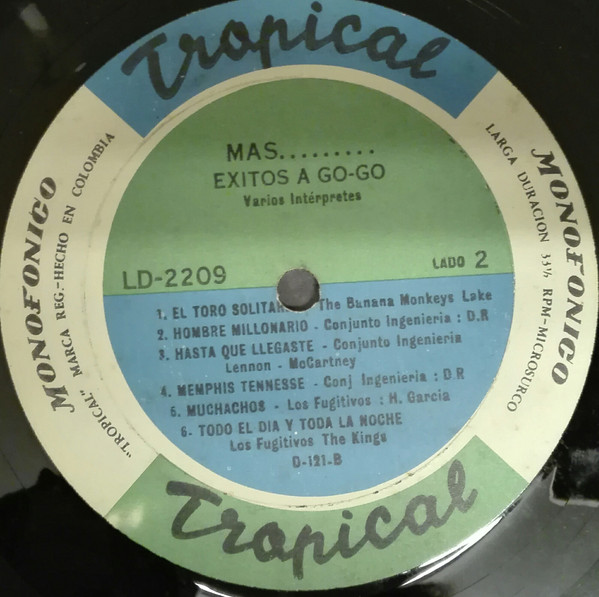 Tropical
MAS.........
EXITOS A GO-GO
Varios Intérpretes
LD-2209
LADO 2
1. EL TORO SOLITAR The Banana Monkeys Lake
2. HOMBRE MILLONARIO - Conjunto Ingenieria : D.R
3. HASTA QUE LLEGASTE - Conjunto Ingenieria
Lennon - McCartney
4. MEMPHIS TENNESSE - Conj Ingenieria : D.R
5. MUCHACHOS - Los Fugitivos : H. Garcia
6- TODO EL DIA Y TODA LA NOCHE
Los Fugitivos The Kings
D-121-B
MONOFONICO
"TROPICAL" MARCA REG.-HECHO EN COLOMBIA
MONOFONICO
LARGA DURACION 33⅓ RPM-MICROSURCO
Tropical